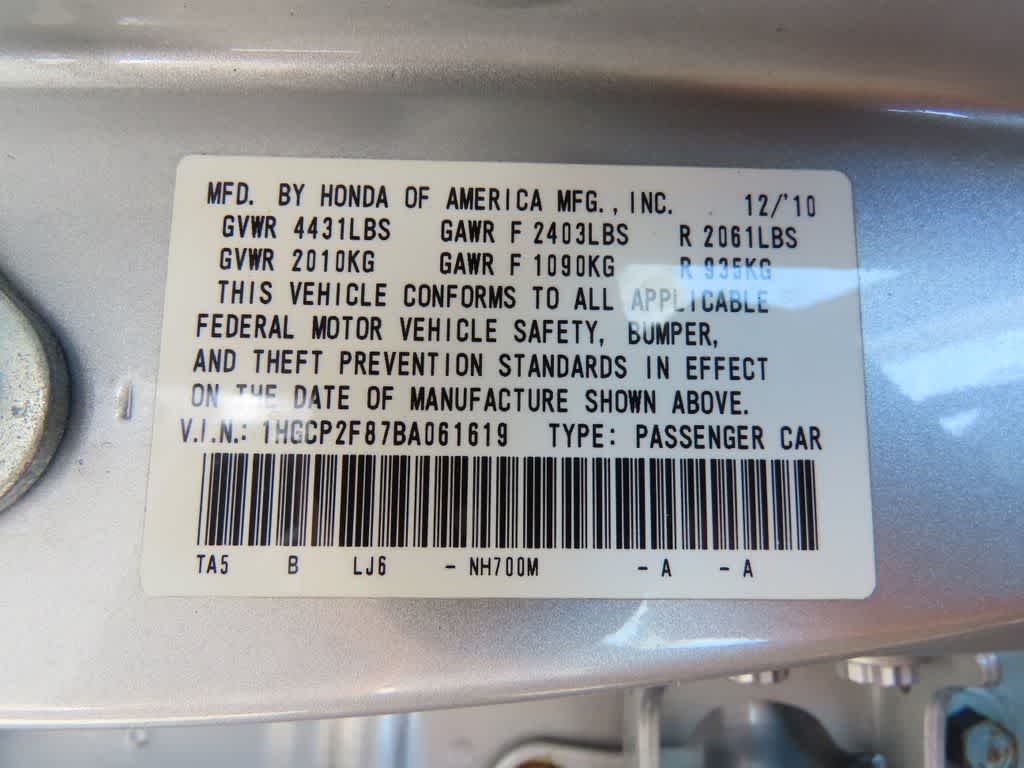 MFD. BY HONDA OF AMERICA MFG., INC. 12/'10
GVWR 4431LBS GAWR F 2403LBS R 2061LBS
GVWR 2010KG GAWR F 1090KG R 935KG
THIS VEHICLE CONFORMS TO ALL APPLICABLE
FEDERAL MOTOR VEHICLE SAFETY, BUMPER,
AND THEFT PREVENTION STANDARDS IN EFFECT
ON THE DATE OF MANUFACTURE SHOWN ABOVE.
V.I.N.: 1HGCP2F87BA061619 TYPE: PASSENGER CAR
TA5 B LJ6 - NH700M - A - A